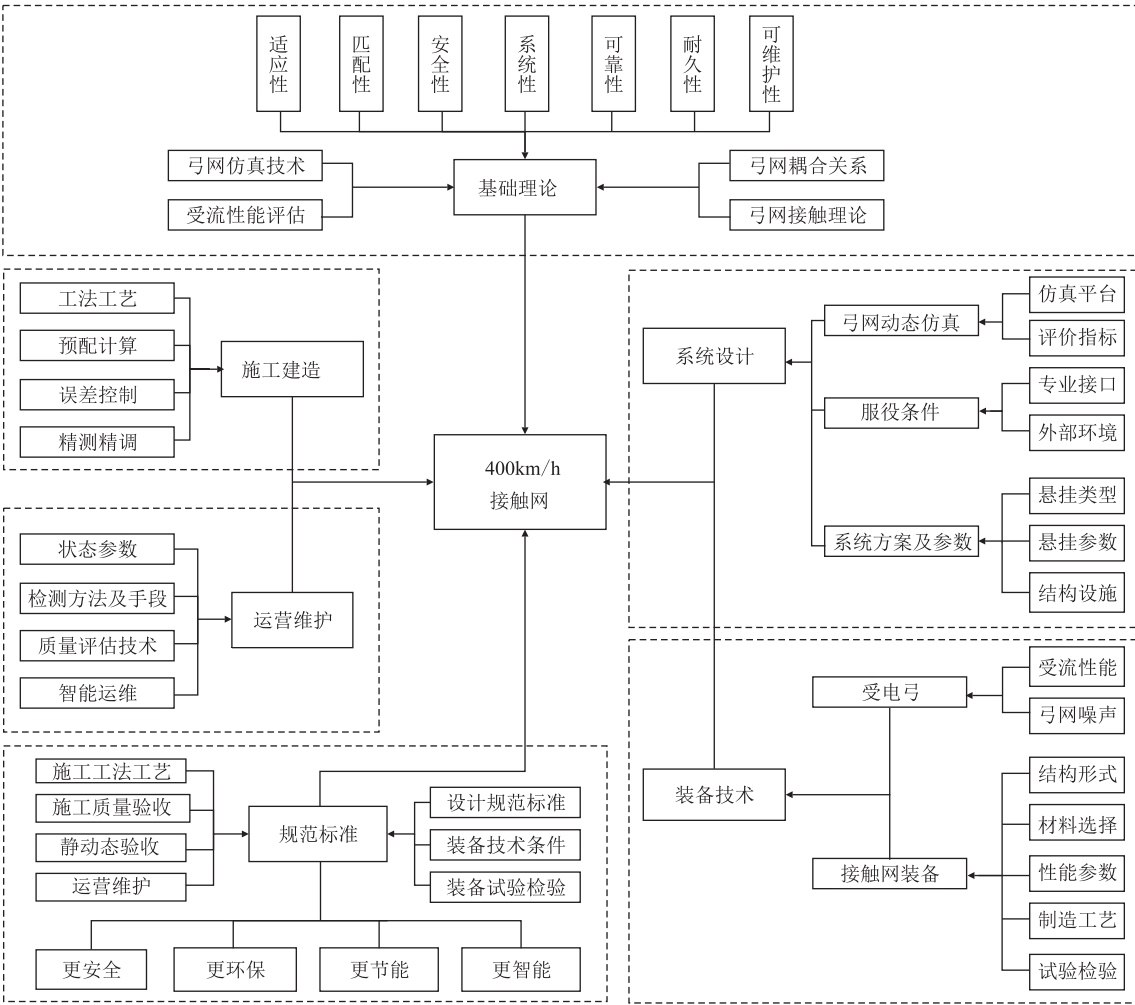 适应性
匹配性
安全性
系统性
可靠性
耐久性
可维护性
弓网仿真技术
受流性能评估
基础理论
弓网耦合关系
弓网接触理论
工法工艺
预配计算
误差控制
精测精调
施工建造
状态参数
检测方法及手段
质量评估技术
智能运维
运营维护
400km/h
接触网
系统设计
弓网动态仿真
仿真平台
评价指标
服役条件
专业接口
外部环境
系统方案及参数
悬挂类型
悬挂参数
结构设施
装备技术
受电弓
受流性能
弓网噪声
接触网装备
结构形式
材料选择
性能参数
制造工艺
试验检验
施工工法工艺
施工质量验收
静动态验收
运营维护
规范标准
设计规范标准
装备技术条件
装备试验检验
更安全
更环保
更节能
更智能